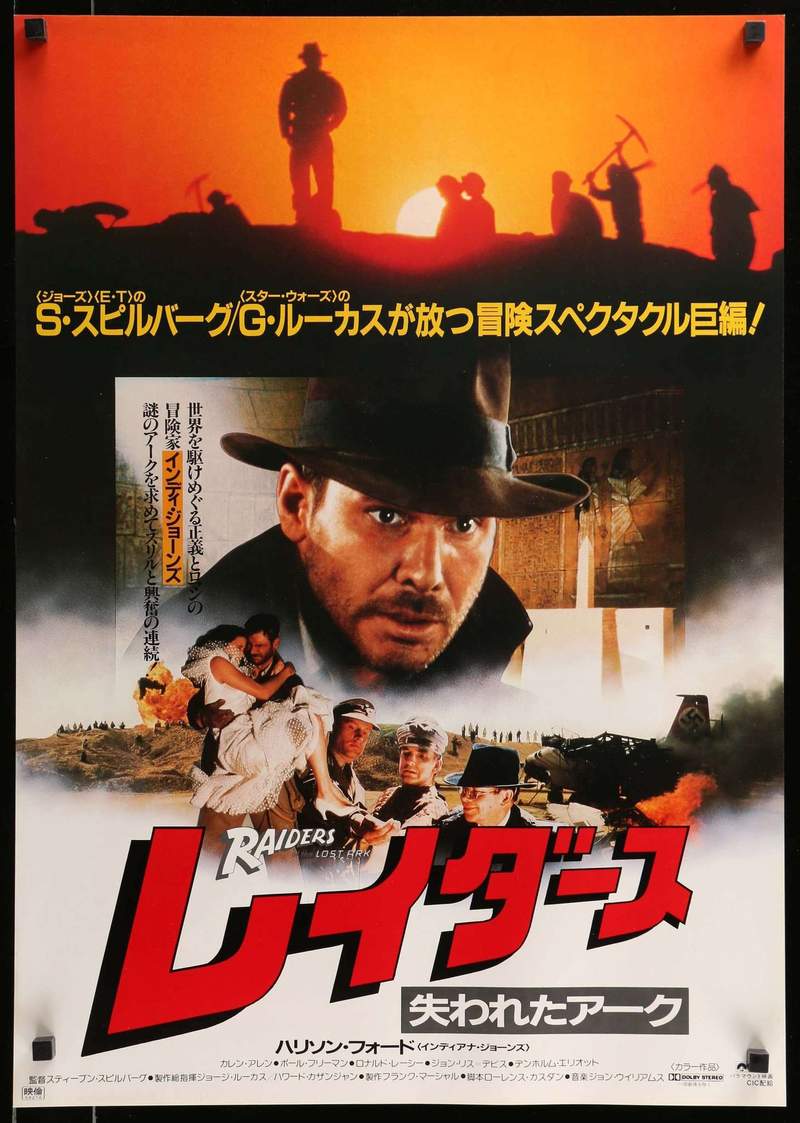 〈ジョーズ〉〈E・T〉の 〈スター・ウォーズ〉の
S・スピルバーグ/G・ルーカスが放つ冒険スペクタクル巨編!
世界を駆けめぐる正義とロマンの
冒険家インディ・ジョーンズ
謎のアークを求めてスリルと興奮の連続!
RAIDERS
OF THE LOST ARK
レイダース
失われたアーク
ハリソン・フォード〈インディアナ・ジョーンズ〉
カレン・アレン●ポール・フリーマン●ロナルド・レーシー●ジョン・リス=デビス●デンホルム・エリオット
監督スティーブン・スピルバーグ●製作総指揮ジョージ・ルーカス/ハワード・カザンジャン●製作フランク・マーシャル●脚本ローレンス・カスダン●音楽ジョン・ウイリアムス
〈カラー作品〉
DOLBY STEREO
パラマウント映画
CIC配給
映倫